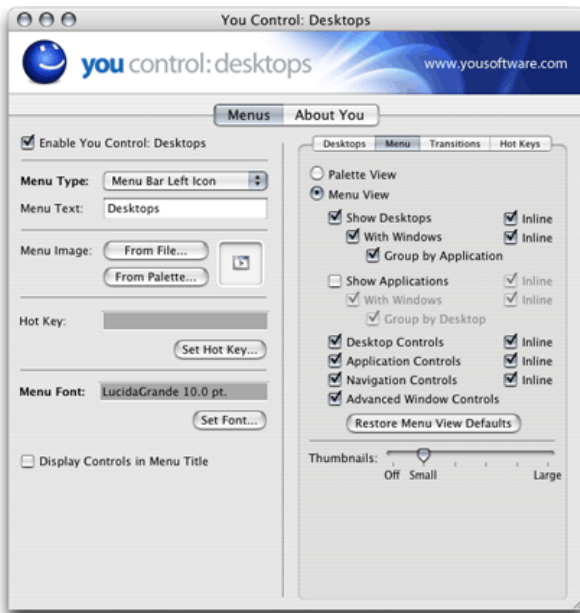 You Control: Desktops
you control:desktops
www.yousoftware.com
Menus About You
Enable You Control: Desktops
Menu Type: Menu Bar Left Icon
Menu Text: Desktops
Menu Image: From File...
From Palette...
Hot Key:
Set Hot Key...
Menu Font: LucidaGrande 10.0 pt.
Set Font...
Display Controls in Menu Title
Desktops Menu Transitions Hot Keys
Palette View
Menu View
Show Desktops Inline
With Windows Inline
Group by Application
Show Applications Inline
With Windows Inline
Group by Desktop
Desktop Controls Inline
Application Controls Inline
Navigation Controls Inline
Advanced Window Controls
Restore Menu View Defaults
Thumbnails:
Off Small Large